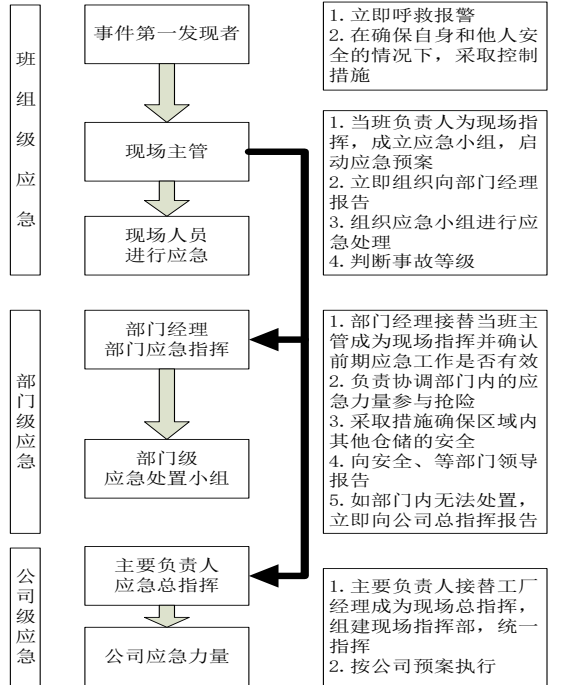 班组级应急
事件第一发现者
1. 立即呼救报警
2. 在确保自身和他人安
全的情况下，采取控制
措施
现场主管
1. 当班负责人为现场指
挥，成立应急小组，启
动应急预案
2. 立即组织向部门经理
报告
3. 组织应急小组进行应
急处理
4. 判断事故等级
现场人员
进行应急
部门级应急
部门经理
部门应急指挥
1. 部门经理接替当班主
管成为现场指挥并确认
前期应急工作是否有效
2. 负责协调部门内的应
急力量参与抢险
3. 采取措施确保区域内
其他仓储的安全
4. 向安全、等部门领导
报告
5. 如部门内无法处置，
立即向公司总指挥报告
部门级
应急处置小组
公司级应急
主要负责人
应急总指挥
1. 主要负责人接替工厂
经理成为现场总指挥，
组建现场指挥部，统一
指挥
2. 按公司预案执行
公司应急力量